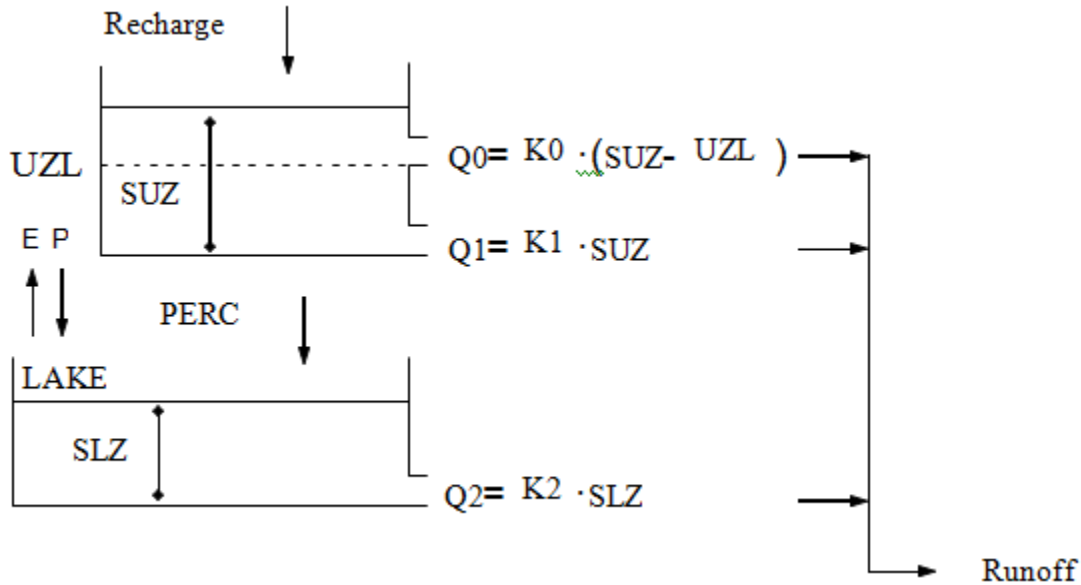 Recharge
Q0= K0 ·(SUZ- UZL )
UZL
SUZ
E P
Q1= K1 ·SUZ
PERC
LAKE
SLZ
Q2= K2 ·SLZ
Runoff